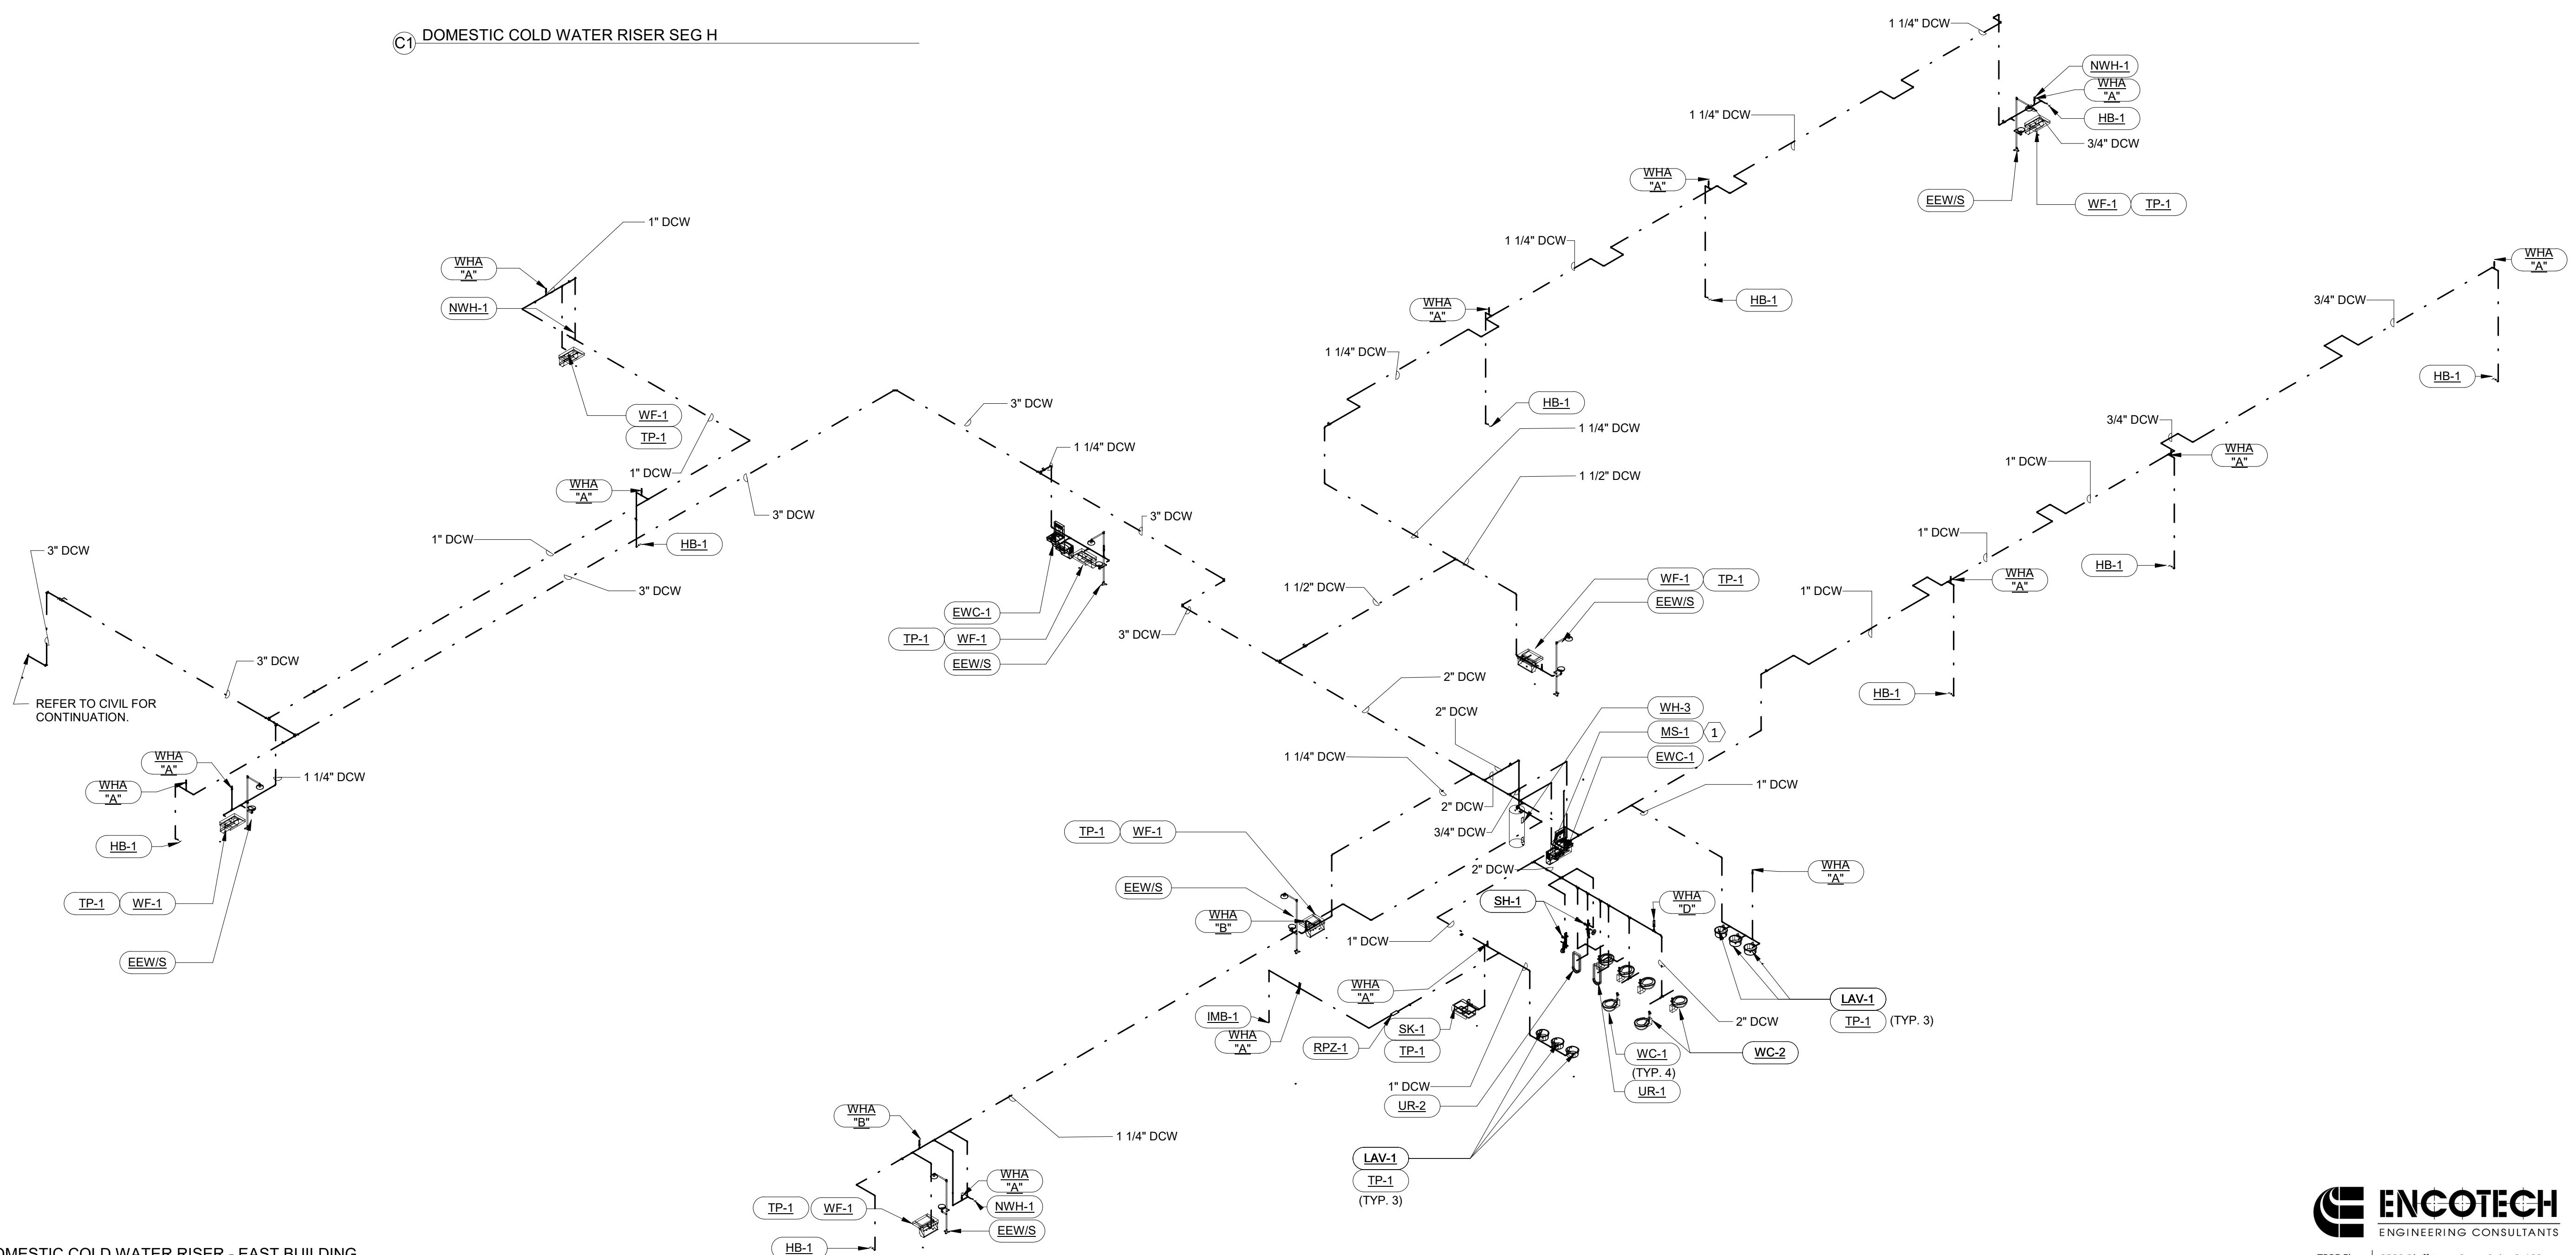 C1 DOMESTIC COLD WATER RISER SEG H
1 1/4" DCW
NWH-1
WHA
"A"
HB-1
3/4" DCW
EEW/S
WF-1 TP-1
1 1/4" DCW
WHA
"A"
HB-1
1 1/4" DCW
WHA
"A"
HB-1
1 1/4" DCW
1 1/4" DCW
1 1/2" DCW
1 1/2" DCW
WF-1 TP-1
EEW/S
WHA
"A"
3/4" DCW
HB-1
3/4" DCW
WHA
"A"
1" DCW
HB-1
1" DCW
WHA
"A"
1" DCW
HB-1
1" DCW
WHA
"A"
NWH-1
WF-1
TP-1
1" DCW
WHA
"A"
HB-1
1" DCW
3" DCW
3" DCW
3" DCW
1 1/4" DCW
3" DCW
EWC-1
TP-1 WF-1
EEW/S
3" DCW
3" DCW
REFER TO CIVIL FOR
CONTINUATION.
3" DCW
WHA
"A"
WHA
"A"
1 1/4" DCW
HB-1
TP-1 WF-1
EEW/S
2" DCW
2" DCW
WH-3
MS-1 1
EWC-1
1 1/4" DCW
2" DCW
3/4" DCW
2" DCW
1" DCW
TP-1 WF-1
EEW/S
WHA
"B"
WHA
"A"
SH-1
WHA
"D"
1" DCW
WHA
"A"
IMB-1
WHA
"A"
RPZ-1
SK-1
TP-1
LAV-1
TP-1 (TYP. 3)
2" DCW
WC-1
(TYP. 4)
WC-2
UR-1
1" DCW
UR-2
LAV-1
TP-1
(TYP. 3)
WHA
"B"
1 1/4" DCW
WHA
"A"
NWH-1
EEW/S
TP-1 WF-1
HB-1
ENCOTECH
ENGINEERING CONSULTANTS
DOMESTIC COLD WATER RISER - EAST BUILDING